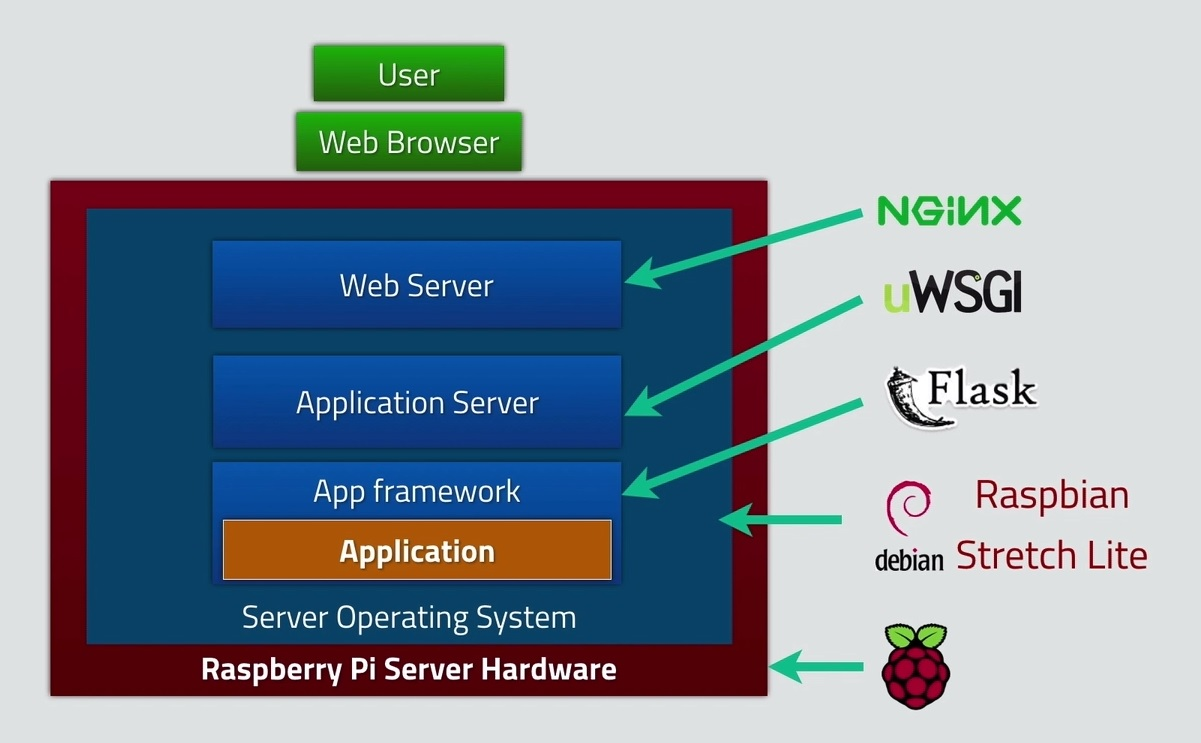 User
Web Browser
Web Server
Application Server
App framework
Application
Server Operating System
Raspberry Pi Server Hardware
NGiNX
uWSGI
Flask
debian
Raspbian
Stretch Lite